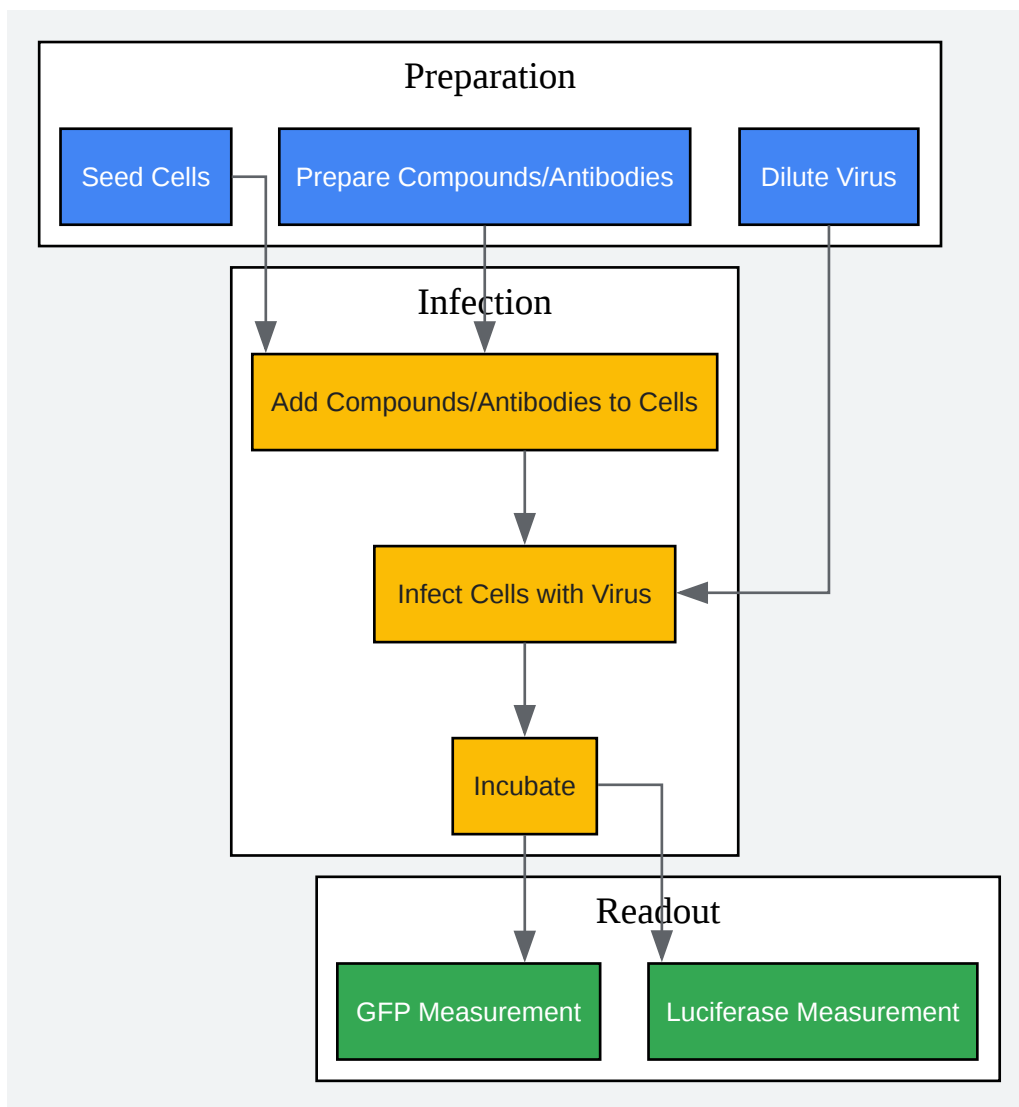 Preparation
Seed Cells
Prepare Compounds/Antibodies
Dilute Virus
Infection
Add Compounds/Antibodies to Cells
Infect Cells with Virus
Incubate
Readout
GFP Measurement
Luciferase Measurement